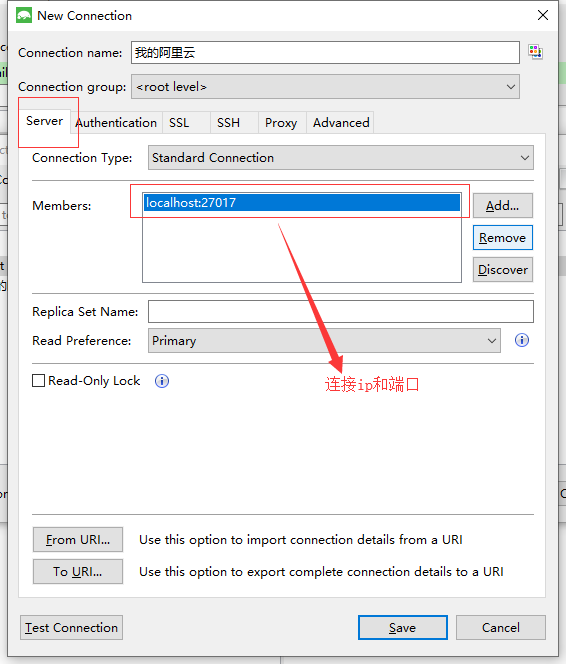 New Connection
Connection name: 我的阿里云
Connection group: <root level>
Server Authentication SSL SSH Proxy Advanced
Connection Type: Standard Connection
Members: localhost:27017 Add...
Remove
Discover
Replica Set Name:
Read Preference: Primary
连接ip和端口
Read-Only Lock
From URI... Use this option to import connection details from a URI
To URI... Use this option to export complete connection details to a URI
Test Connection Save Cancel